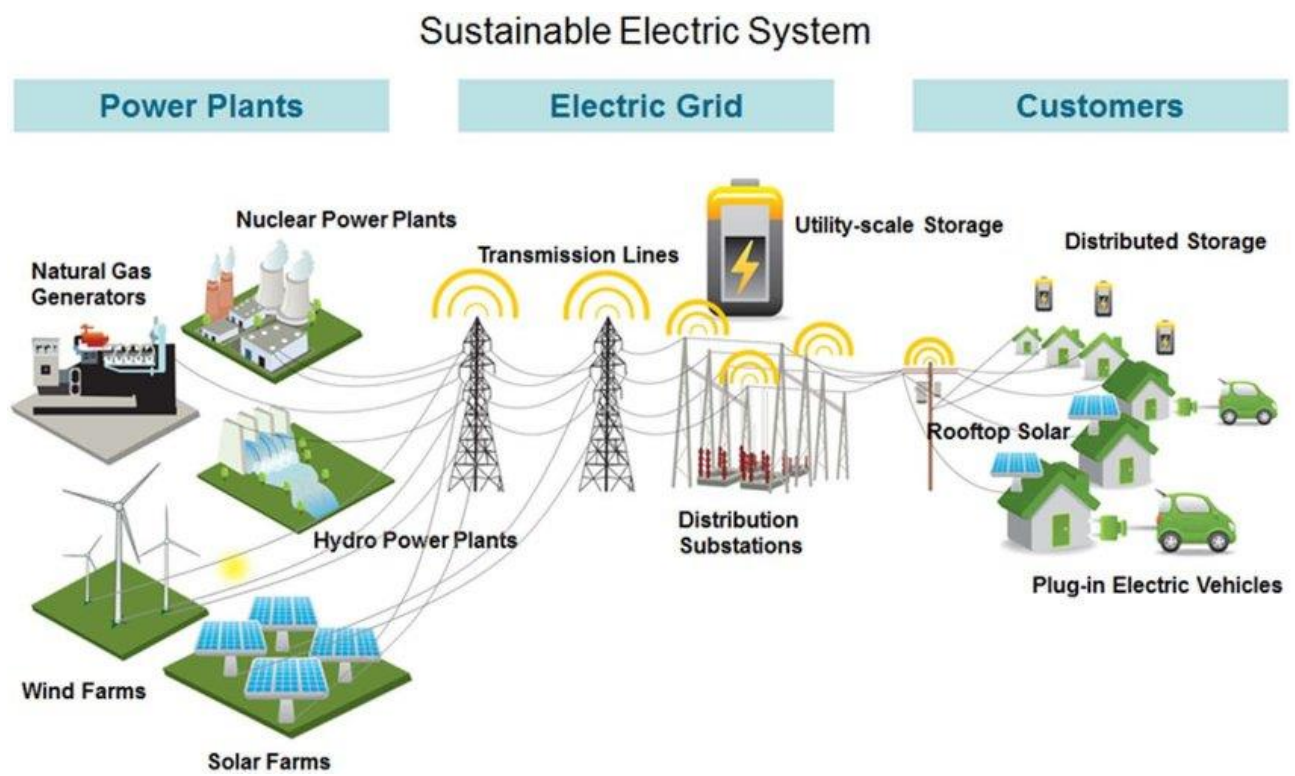 Sustainable Electric System
Power Plants
Electric Grid
Customers
Nuclear Power Plants
Natural Gas
Generators
Hydro Power Plants
Wind Farms
Solar Farms
Transmission Lines
Utility-scale Storage
Distribution
Substations
Distributed Storage
Rooftop Solar
Plug-in Electric Vehicles